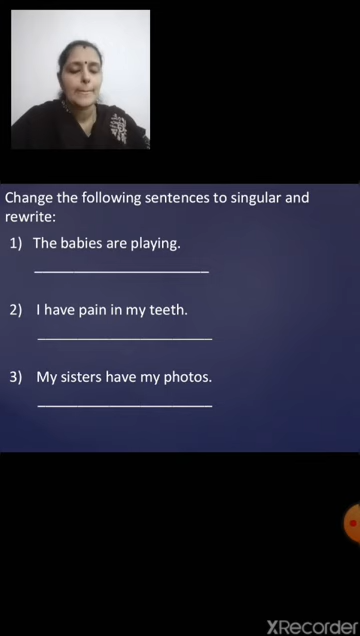 Change the following sentences to singular and
rewrite:
1) The babies are playing.
2) I have pain in my teeth.
3) My sisters have my photos.
XRecorder